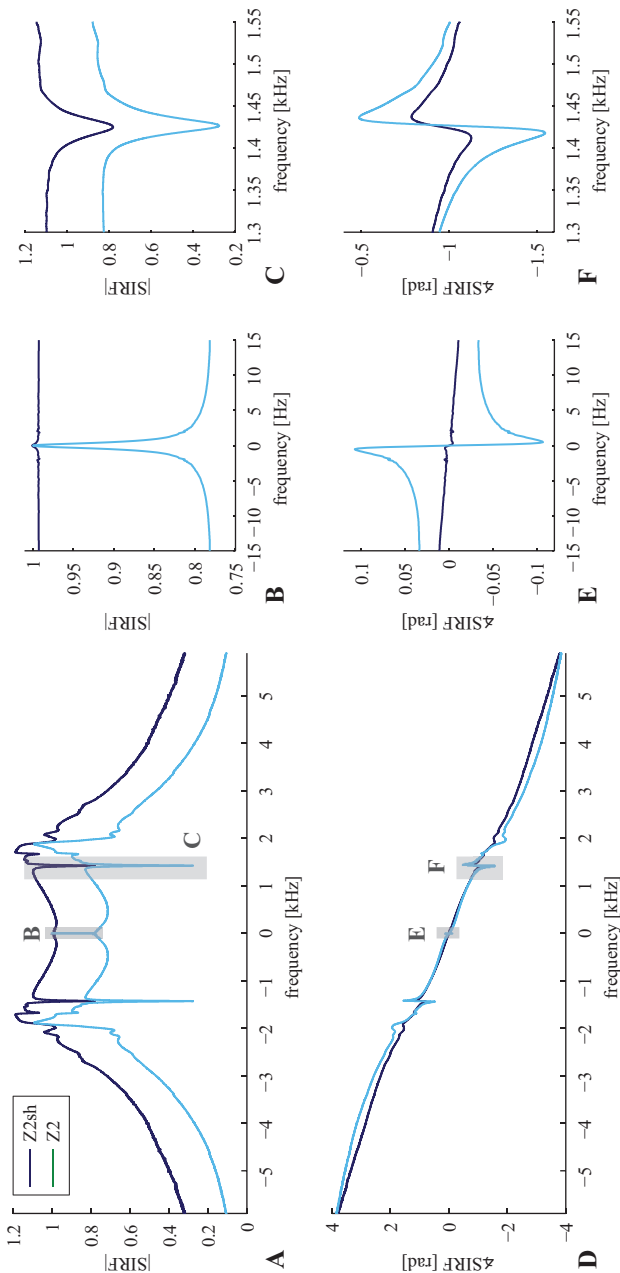 Z2sh
Z2
|SIRF|
1.2
1
0.8
0.6
0.4
0.2
0
−5 −4 −3 −2 −1 0 1 2 3 4 5
frequency [kHz]
A
B
C
|SIRF|
1
0.95
0.9
0.85
0.8
0.75
−15 −10 −5 0 5 10 15
frequency [Hz]
B
|SIRF|
1.2
1
0.8
0.6
0.4
0.2
1.3 1.35 1.4 1.45 1.5 1.55
frequency [kHz]
C
∡SIRF [rad]
4
2
0
−2
−4
−5 −4 −3 −2 −1 0 1 2 3 4 5
frequency [kHz]
D
E
F
∡SIRF [rad]
0.1
0.05
0
−0.05
−0.1
−15 −10 −5 0 5 10 15
frequency [Hz]
E
∡SIRF [rad]
−0.5
−1
−1.5
1.3 1.35 1.4 1.45 1.5 1.55
frequency [kHz]
F